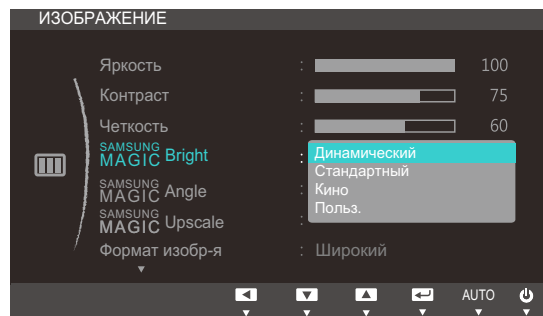 ИЗОБРАЖЕНИЕ
Яркость : 100
Контраст : 75
Четкость : 60
SAMSUNG
MAGIC Bright :
Динамический
Стандартный
Кино
Польз.
SAMSUNG
MAGIC Angle :
SAMSUNG
MAGIC Upscale :
Формат изобр-я : Широкий
AUTO